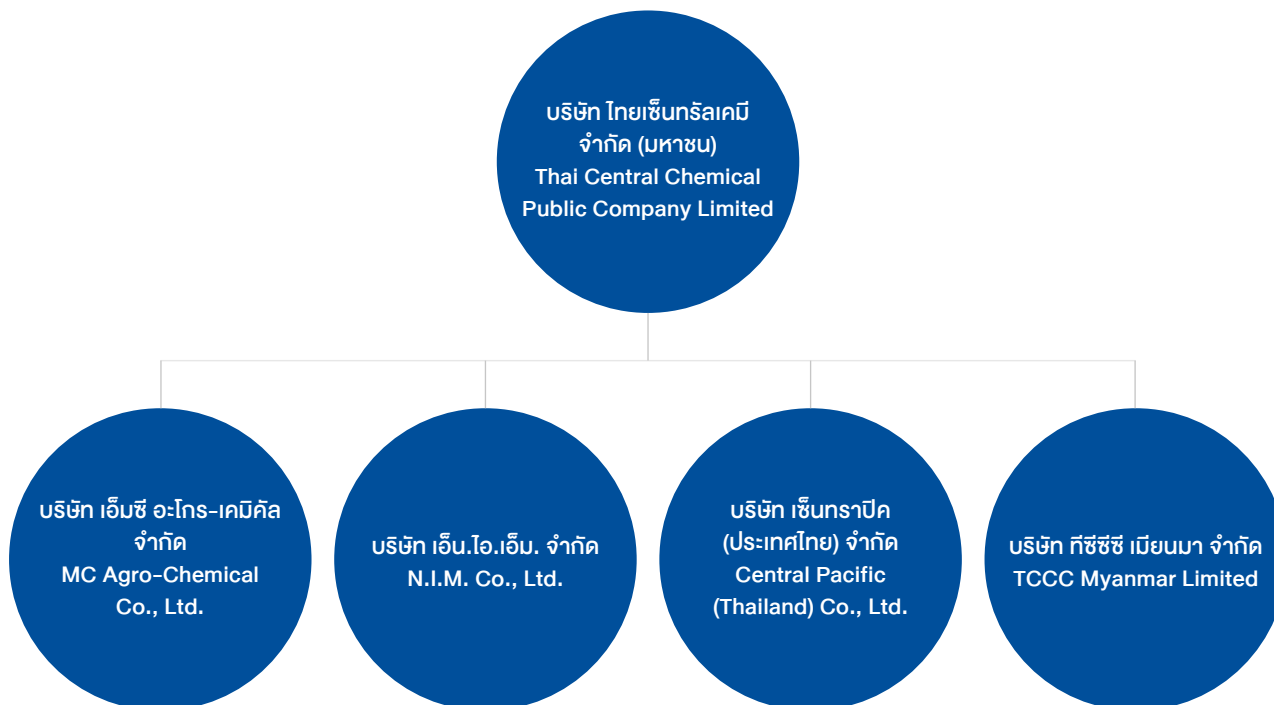 บริษัท ไทยเซ็นทรัลเคมี
จำกัด (มหาชน)
Thai Central Chemical
Public Company Limited
บริษัท เอ็มซี อะโกร-เคมิคัล
จำกัด
MC Agro-Chemical
Co., Ltd.
บริษัท เอ็น.ไอ.เอ็ม. จำกัด
N.I.M. Co., Ltd.
บริษัท เซ็นทราปิค
(ประเทศไทย) จำกัด
Central Pacific
(Thailand) Co., Ltd.
บริษัท ทีซีซีซี เมียนมา จำกัด
TCCC Myanmar Limited